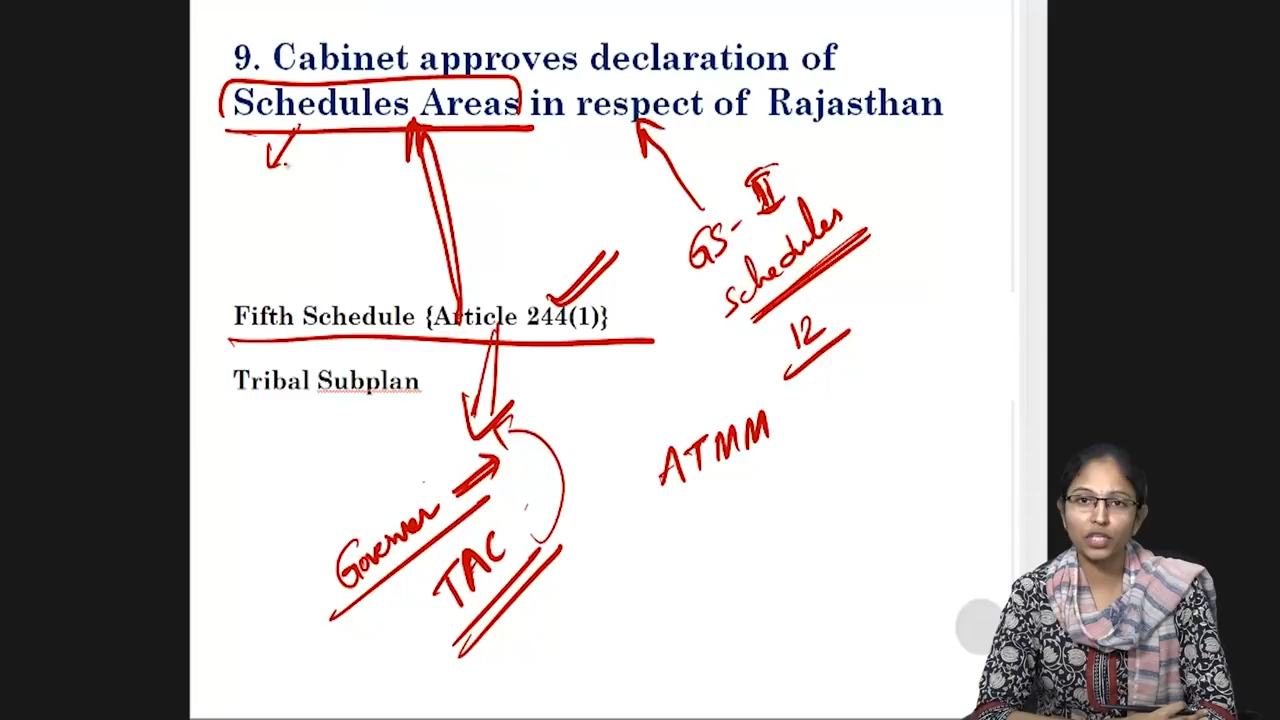 9. Cabinet approves declaration of
Schedules Areas in respect of Rajasthan
GS- II
Schedules
12
Fifth Schedule {Article 244(1)}
Tribal Subplan
ATMM
Governor
TAC